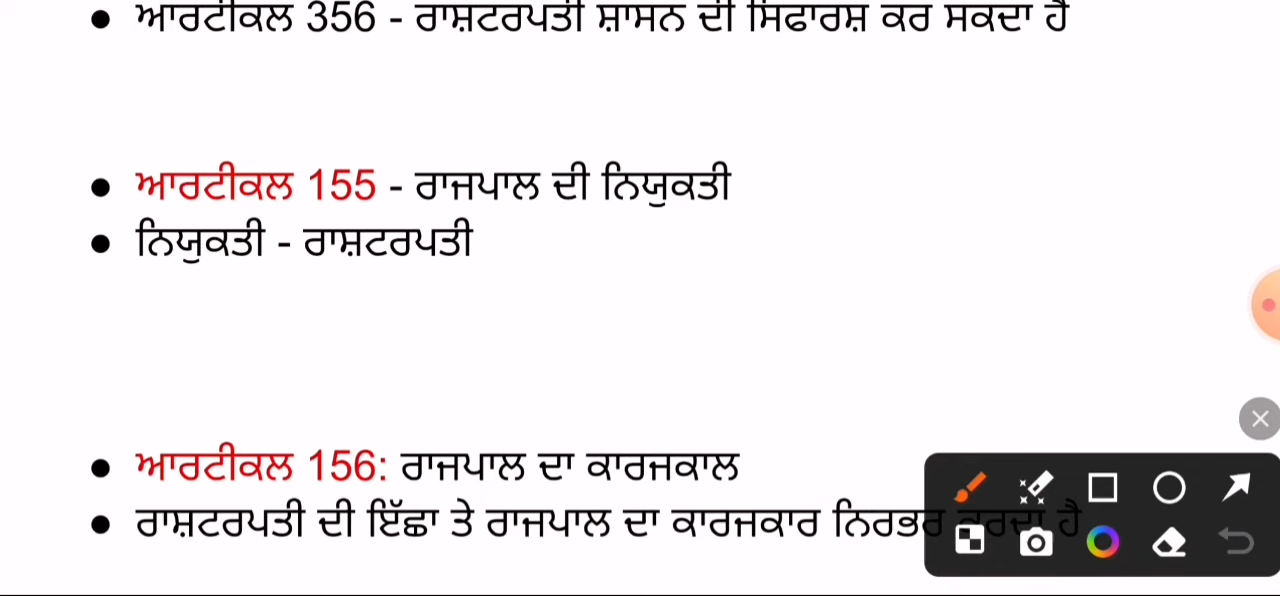 • ਆਰਟੀਕਲ 356 - ਰਾਸ਼ਟਰਪਤੀ ਸ਼ਾਸਨ ਦੀ ਸਿਫਾਰਸ਼ ਕਰ ਸਕਦਾ ਹੈ
• ਆਰਟੀਕਲ 155 - ਰਾਜਪਾਲ ਦੀ ਨਿਯੁਕਤੀ
• ਨਿਯੁਕਤੀ - ਰਾਸ਼ਟਰਪਤੀ
• ਆਰਟੀਕਲ 156: ਰਾਜਪਾਲ ਦਾ ਕਾਰਜਕਾਲ
• ਰਾਸ਼ਟਰਪਤੀ ਦੀ ਇੱਛਾ ਤੇ ਰਾਜਪਾਲ ਦਾ ਕਾਰਜਕਾਰ ਨਿਰਭਰ ਕਰਦਾ ਹੈ